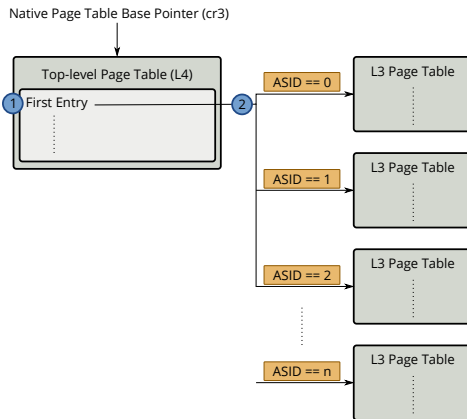 Native Page Table Base Pointer (cr3)
Top-level Page Table (L4)
1 First Entry
2
ASID == 0
L3 Page Table
ASID == 1
L3 Page Table
ASID == 2
L3 Page Table
ASID == n
L3 Page Table